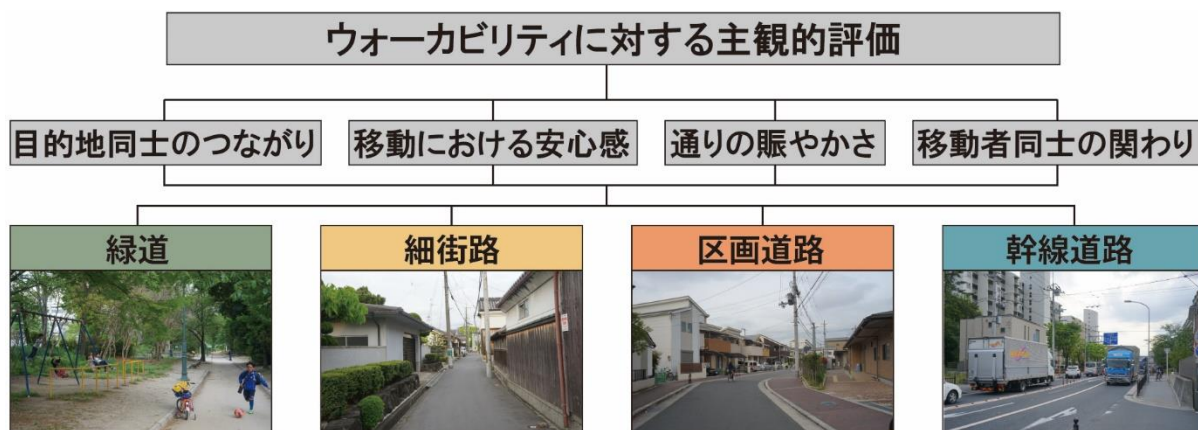 ウォーカビリティに対する主観的評価
目的地同士のつながり
移動における安心感
通りの賑やかさ
移動者同士の関わり
緑道
細街路
区画道路
幹線道路